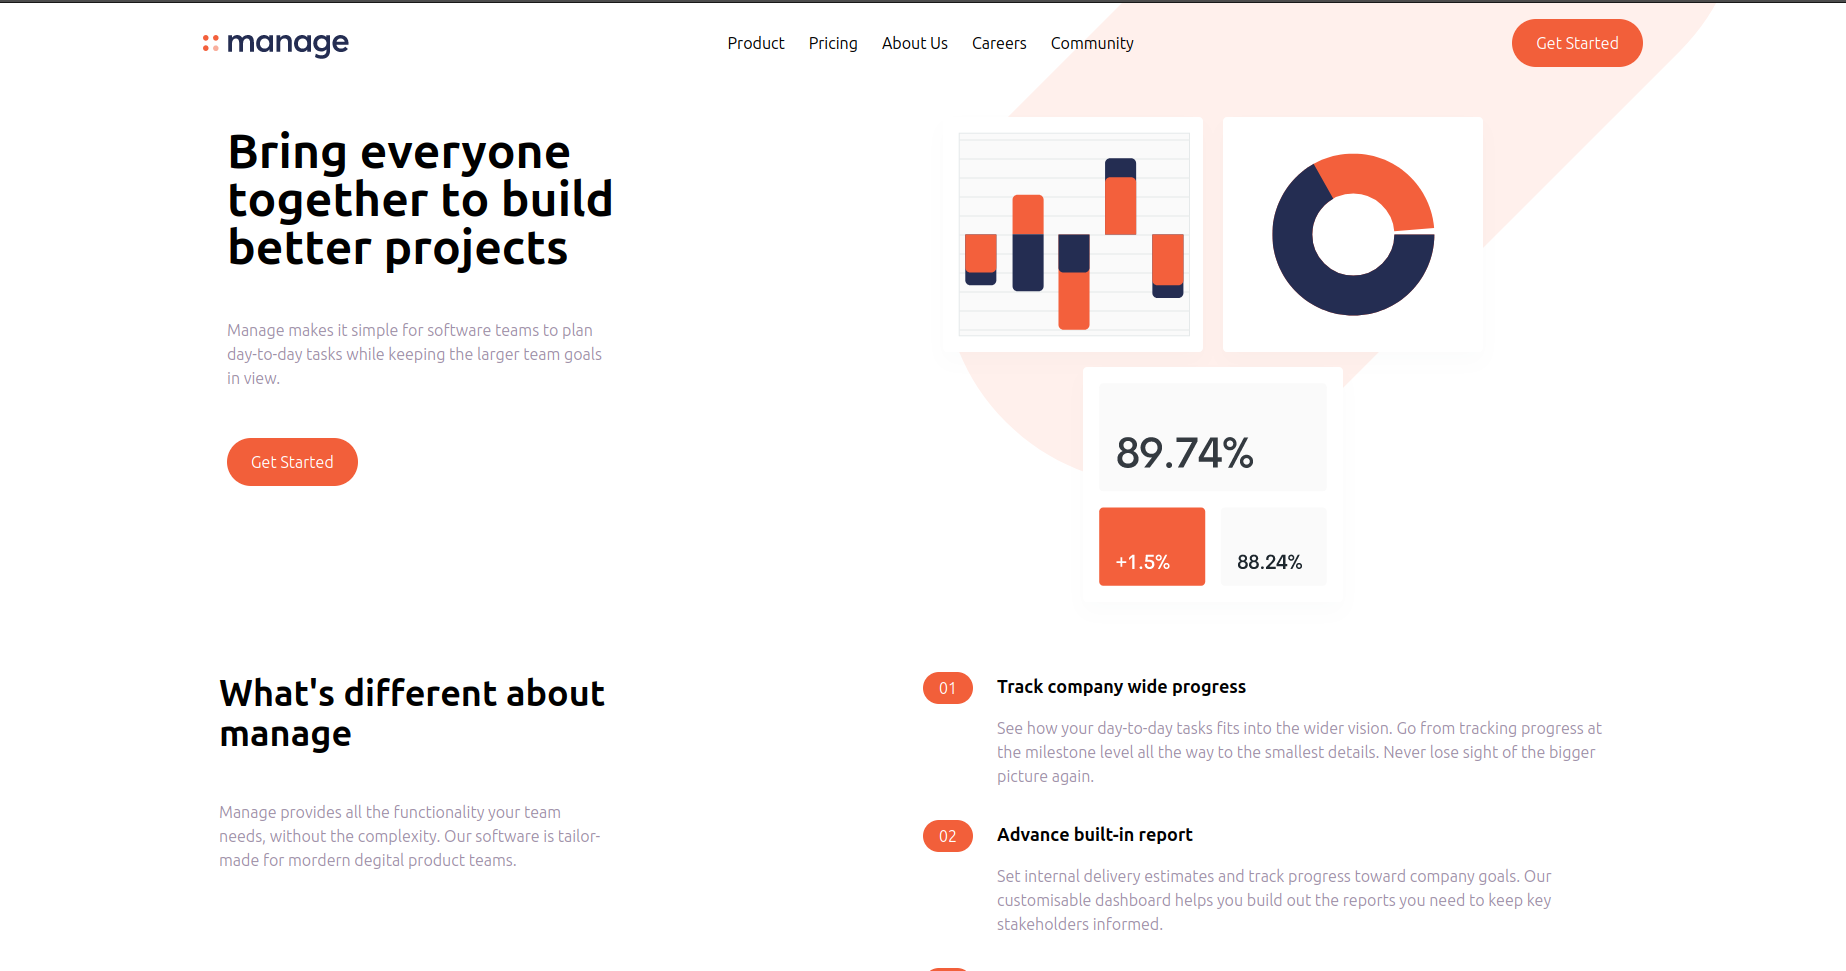 manage
Product Pricing About Us Careers Community
Get Started
Bring everyone
together to build
better projects
Manage makes it simple for software teams to plan
day-to-day tasks while keeping the larger team goals
in view.
Get Started
89.74%
+1.5%
88.24%
What's different about
manage
Manage provides all the functionality your team
needs, without the complexity. Our software is tailor-
made for mordern degital product teams.
01
Track company wide progress
See how your day-to-day tasks fits into the wider vision. Go from tracking progress at
the milestone level all the way to the smallest details. Never lose sight of the bigger
picture again.
02
Advance built-in report
Set internal delivery estimates and track progress toward company goals. Our
customisable dashboard helps you build out the reports you need to keep key
stakeholders informed.